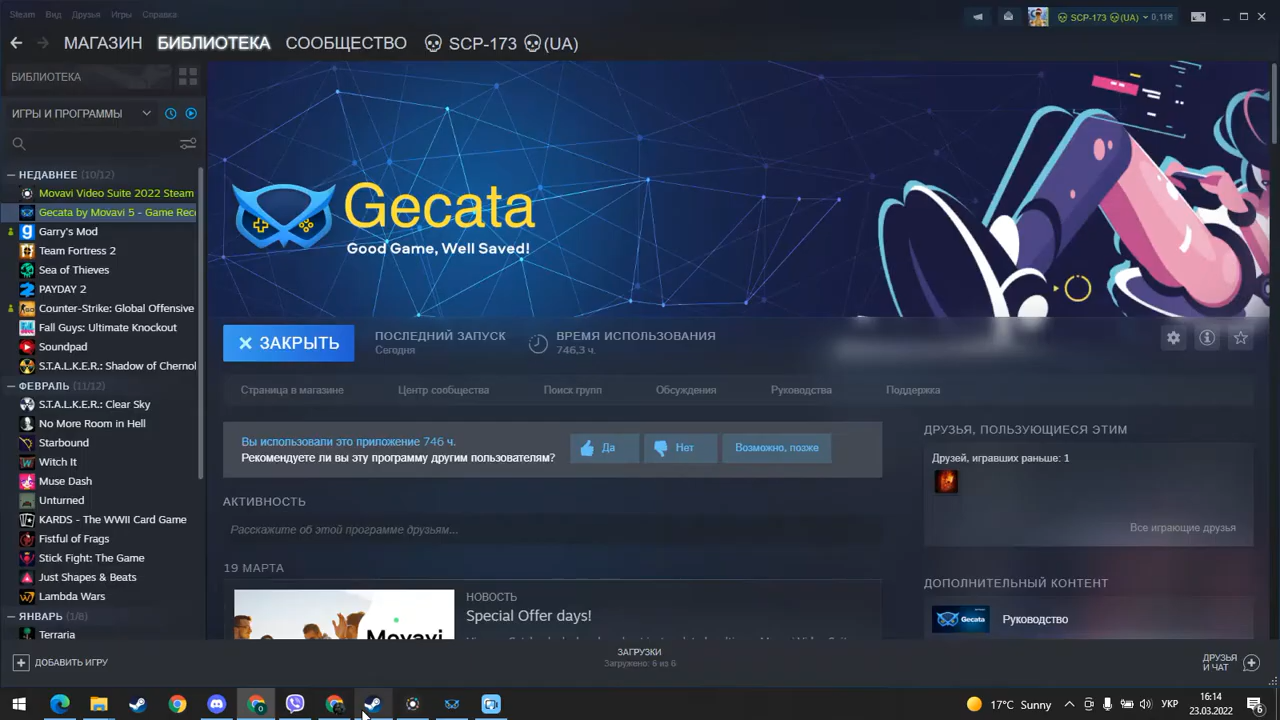 Steam Вид Друзья Игры Справка
SCP-173 (UA) 0,11₴
МАГАЗИН БИБЛИОТЕКА СООБЩЕСТВО SCP-173 (UA)
БИБЛИОТЕКА
ИГРЫ И ПРОГРАММЫ
НЕДАВНЕЕ (10/12)
Movavi Video Suite 2022 Steam
Gecata by Movavi 5 - Game Rec
Garry's Mod
Team Fortress 2
Sea of Thieves
PAYDAY 2
Counter-Strike: Global Offensive
Fall Guys: Ultimate Knockout
Soundpad
S.T.A.L.K.E.R.: Shadow of Chernol
ФЕВРАЛЬ (11/12)
S.T.A.L.K.E.R.: Clear Sky
No More Room in Hell
Starbound
Witch It
Muse Dash
Unturned
KARDS - The WWII Card Game
Fistful of Frags
Stick Fight: The Game
Just Shapes & Beats
Lambda Wars
ЯНВАРЬ (1/8)
Terraria
ДОБАВИТЬ ИГРУ
Gecata
Good Game, Well Saved!
ЗАКРЫТЬ
ПОСЛЕДНИЙ ЗАПУСК
Сегодня
ВРЕМЯ ИСПОЛЬЗОВАНИЯ
746,3 ч.
Страница в магазине Центр сообщества Поиск групп Обсуждения Руководства Поддержка
Вы использовали это приложение 746 ч.
Рекомендуете ли вы эту программу другим пользователям?
Да Нет Возможно, позже
АКТИВНОСТЬ
Расскажите об этой программе друзьям...
19 МАРТА
НОВОСТЬ
Special Offer days!
Movavi
ДРУЗЬЯ, ПОЛЬЗУЮЩИЕСЯ ЭТИМ
Друзей, игравших раньше: 1
Все играющие друзья
ДОПОЛНИТЕЛЬНЫЙ КОНТЕНТ
Gecata
Руководство
ЗАГРУЗКИ
Загружено: 6 из 6
ДРУЗЬЯ
И ЧАТ
17°C Sunny
УКР
16:14
23.03.2022
6